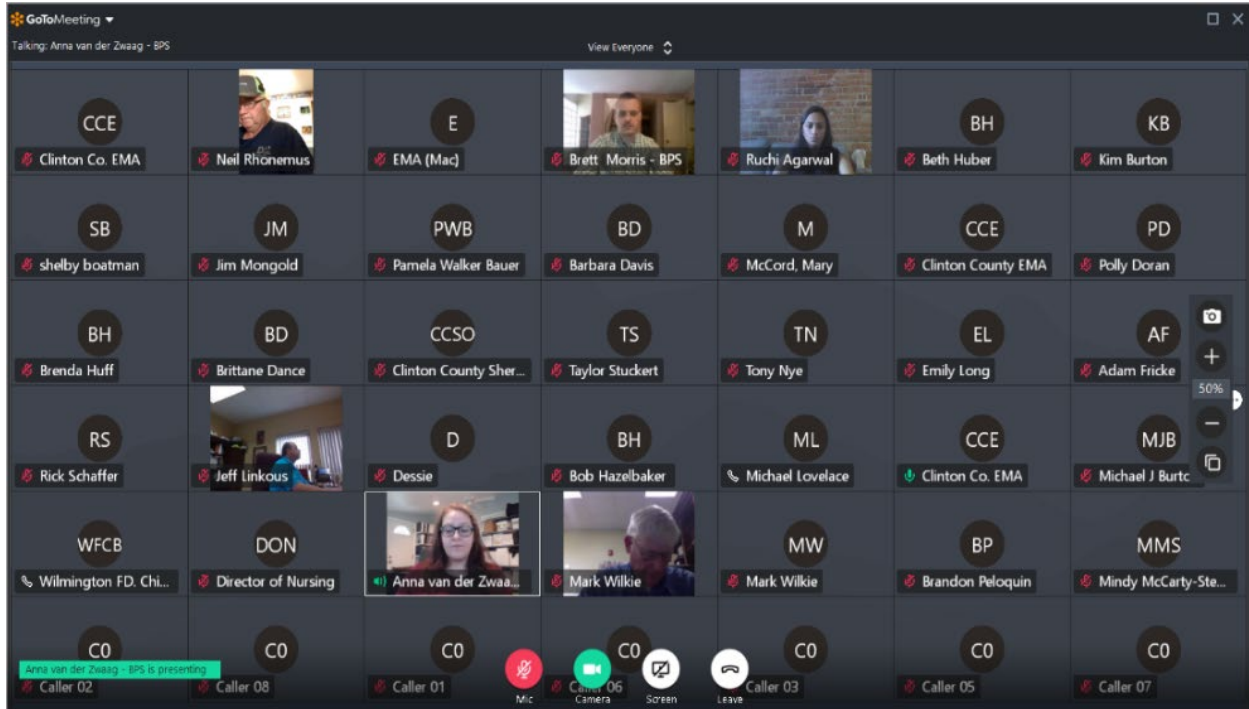 GoToMeeting
Talking: Anna van der Zwaag - BPS
View Everyone
CCE
Clinton Co. EMA
Neil Rhonemus
E
EMA (Mac)
Brett Morris - BPS
Ruchi Agarwal
BH
Beth Huber
KB
Kim Burton
SB
shelby boatman
JM
Jim Mongold
PWB
Pamela Walker Bauer
BD
Barbara Davis
M
McCord, Mary
CCE
Clinton County EMA
PD
Polly Doran
BH
Brenda Huff
BD
Brittane Dance
CCSO
Clinton County Sher...
TS
Taylor Stuckert
TN
Tony Nye
EL
Emily Long
AF
Adam Fricke
50%
RS
Rick Schaffer
Jeff Linkous
D
Dessie
BH
Bob Hazelbaker
ML
Michael Lovelace
CCE
Clinton Co. EMA
MJB
Michael J Burtc
WFCB
Wilmington FD. Chi...
DON
Director of Nursing
Anna van der Zwaa...
Mark Wilkie
MW
Mark Wilkie
BP
Brandon Peloquin
MMS
Mindy McCarty-Ste...
C0
Caller 02
C0
Caller 08
C0
Caller 01
C0
06
C0
Caller 03
C0
Caller 05
C0
Caller 07
Anna van der Zwaag - BPS is presenting
Mic
Camera
Screen
Leave